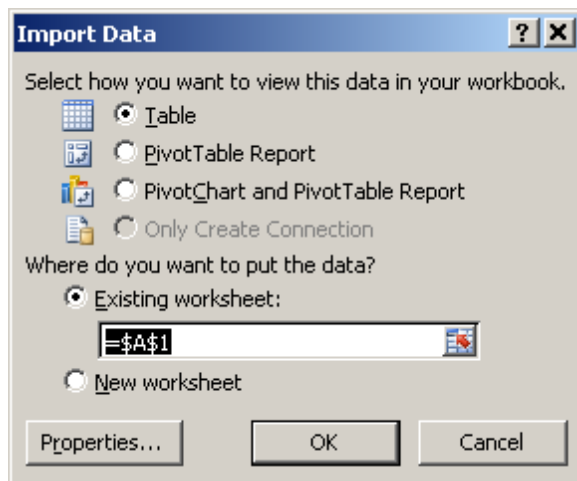 Import Data
Select how you want to view this data in your workbook.
Table
PivotTable Report
PivotChart and PivotTable Report
Only Create Connection
Where do you want to put the data?
Existing worksheet:
=$A$1
New worksheet
Properties... OK Cancel